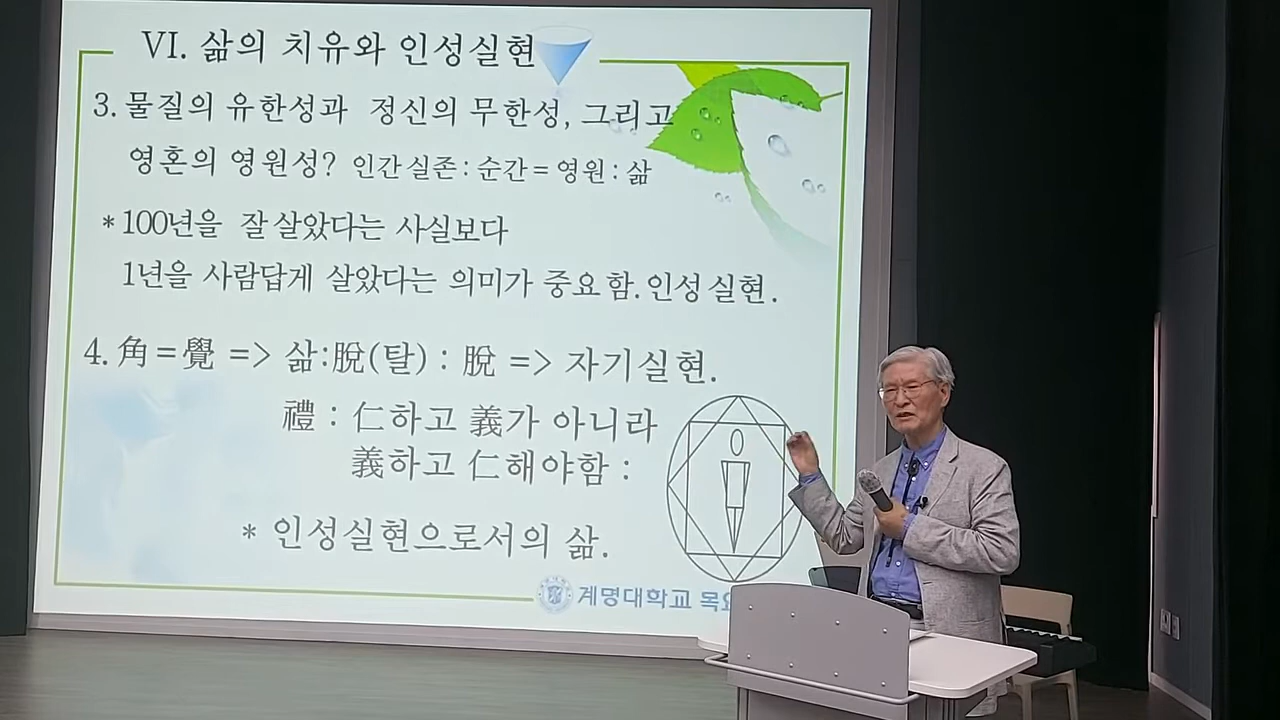 VI. 삶의 치유와 인성실현
3. 물질의 유한성과 정신의 무한성, 그리고
영혼의 영원성? 인간 실존 : 순간 = 영원 : 삶
* 100년을 잘 살았다는 사실보다
1년을 사람답게 살았다는 의미가 중요함. 인성 실현.
4. 角 = 覺 => 삶:脫(탈) : 脫 => 자기실현.
禮 : 仁하고 義가 아니라
義하고 仁해야함 :
* 인성실현으로서의 삶.
계명대학교